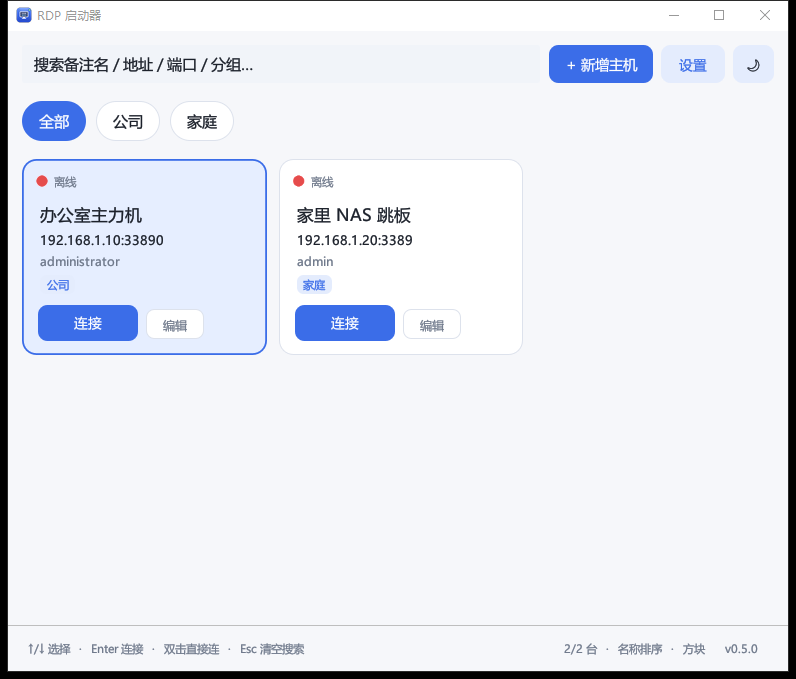 RDP 启动器
搜索备注名 / 地址 / 端口 / 分组...
+ 新增主机
设置
全部
公司
家庭
离线
办公室主力机
192.168.1.10:33890
administrator
公司
连接
编辑
离线
家里 NAS 跳板
192.168.1.20:3389
admin
家庭
连接
编辑
↑/↓ 选择 · Enter 连接 · 双击直接连 · Esc 清空搜索
2/2 台 · 名称排序 · 方块 v0.5.0